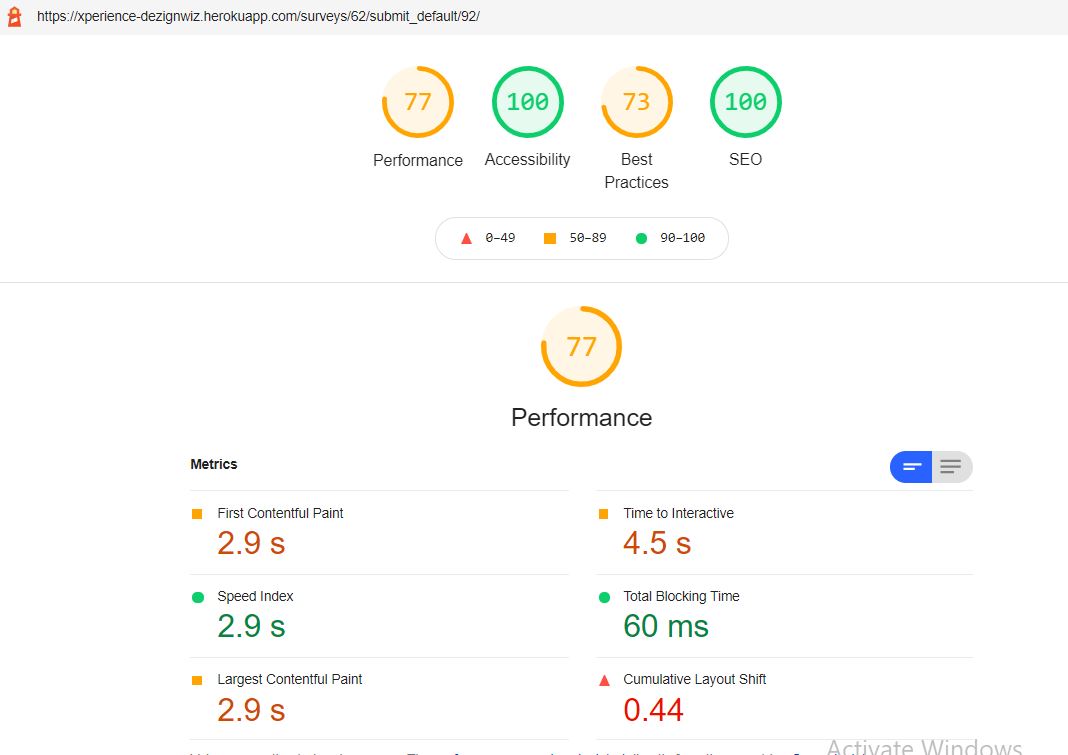 https://xperience-dezignwiz.herokuapp.com/surveys/62/submit_default/92/
77 100 73 100
Performance Accessibility Best Practices SEO
0–49 50–89 90–100
77
Performance
Metrics
First Contentful Paint Time to Interactive
2.9 s 4.5 s
Speed Index Total Blocking Time
2.9 s 60 ms
Largest Contentful Paint Cumulative Layout Shift
2.9 s 0.44
Activate Windows